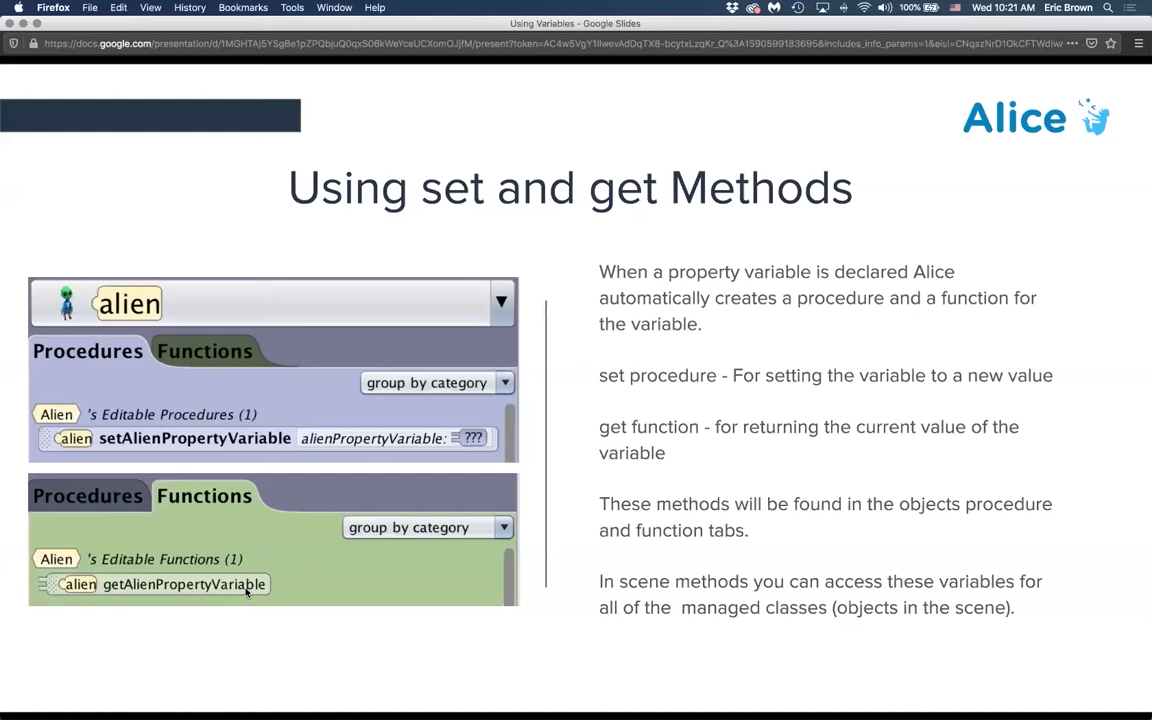 Firefox File Edit View History Bookmarks Tools Window Help 100% Wed 10:21 AM Eric Brown
Using Variables - Google Slides
Alice
Using set and get Methods
alien
Procedures Functions
group by category
Alien 's Editable Procedures (1)
alien setAlienPropertyVariable alienPropertyVariable: ???
Procedures Functions
group by category
Alien 's Editable Functions (1)
alien getAlienPropertyVariable
When a property variable is declared Alice
automatically creates a procedure and a function for
the variable.
set procedure - For setting the variable to a new value
get function - for returning the current value of the
variable
These methods will be found in the objects procedure
and function tabs.
In scene methods you can access these variables for
all of the managed classes (objects in the scene).